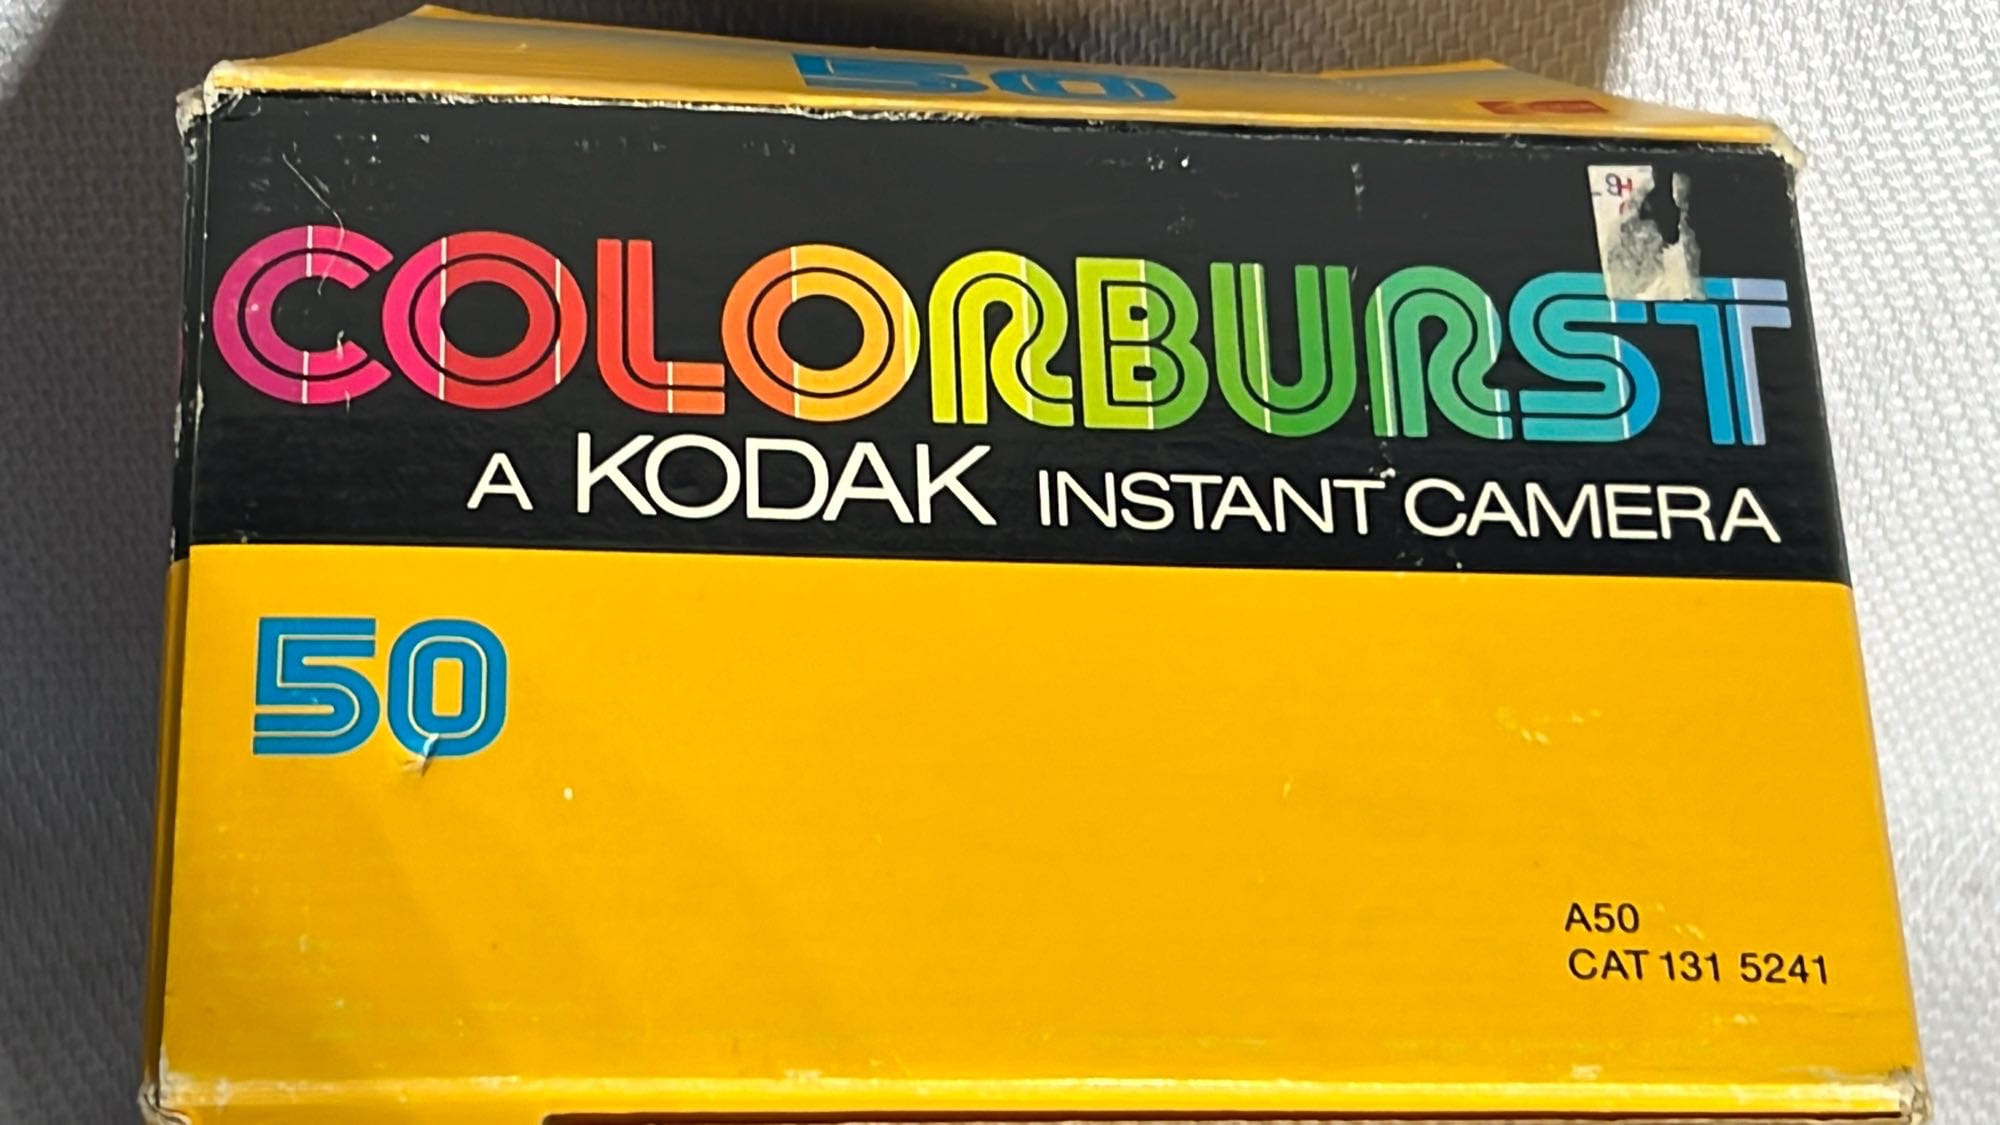 50
COLORBURST
A KODAK INSTANT CAMERA
50
A50
CAT 131 5241